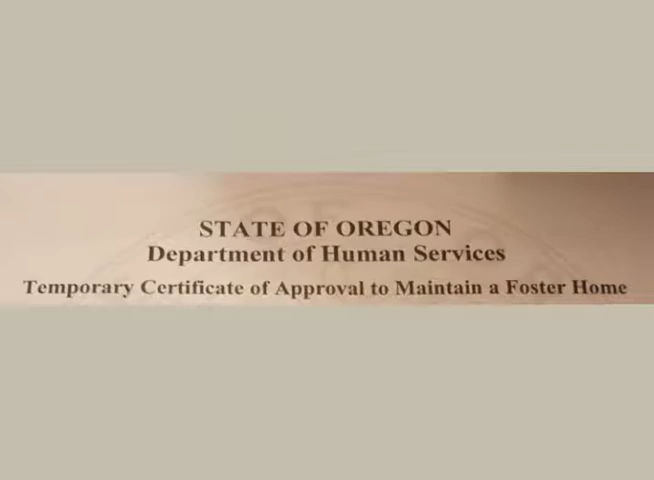 STATE OF OREGON
Department of Human Services
Temporary Certificate of Approval to Maintain a Foster Home